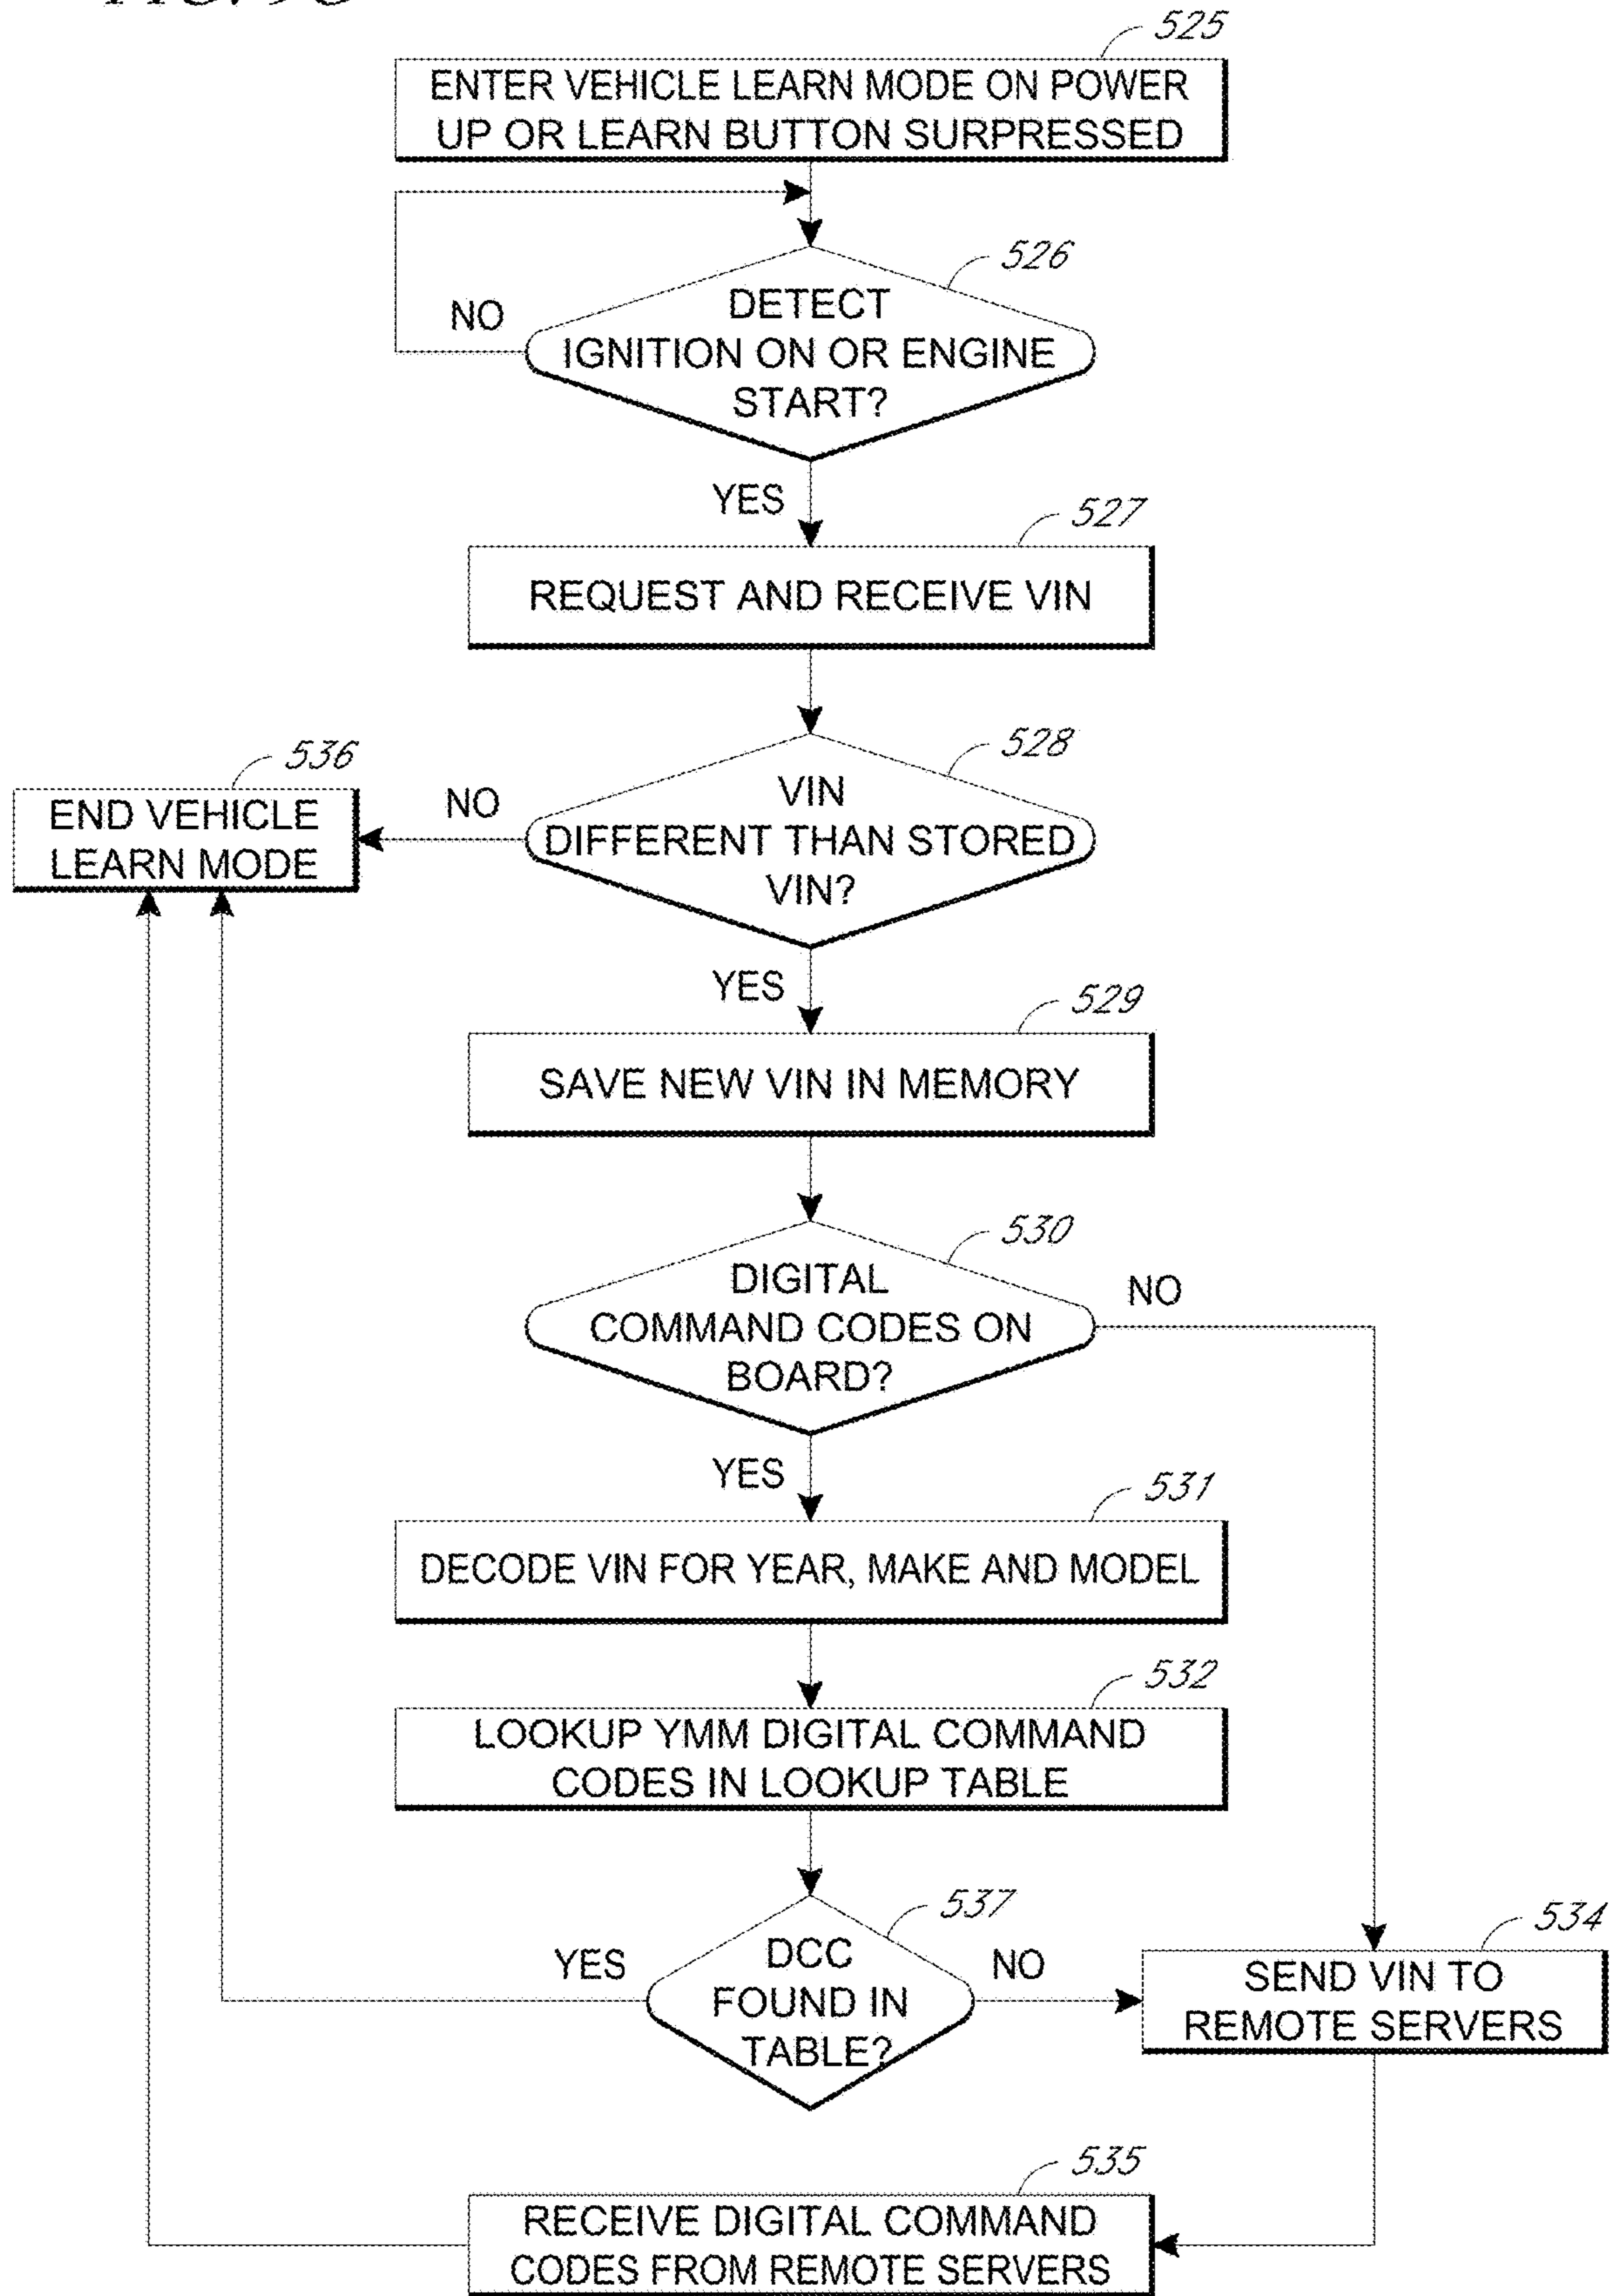 525
ENTER VEHICLE LEARN MODE ON POWER
UP OR LEARN BUTTON SURPRESSED
526
NO
DETECT
IGNITION ON OR ENGINE
START?
YES
527
REQUEST AND RECEIVE VIN
528
536
END VEHICLE
LEARN MODE
NO
VIN
DIFFERENT THAN STORED
VIN?
YES
529
SAVE NEW VIN IN MEMORY
530
DIGITAL
COMMAND CODES ON
BOARD?
NO
YES
531
DECODE VIN FOR YEAR, MAKE AND MODEL
532
LOOKUP YMM DIGITAL COMMAND
CODES IN LOOKUP TABLE
537
YES
DCC
FOUND IN
TABLE?
NO
534
SEND VIN TO
REMOTE SERVERS
535
RECEIVE DIGITAL COMMAND
CODES FROM REMOTE SERVERS